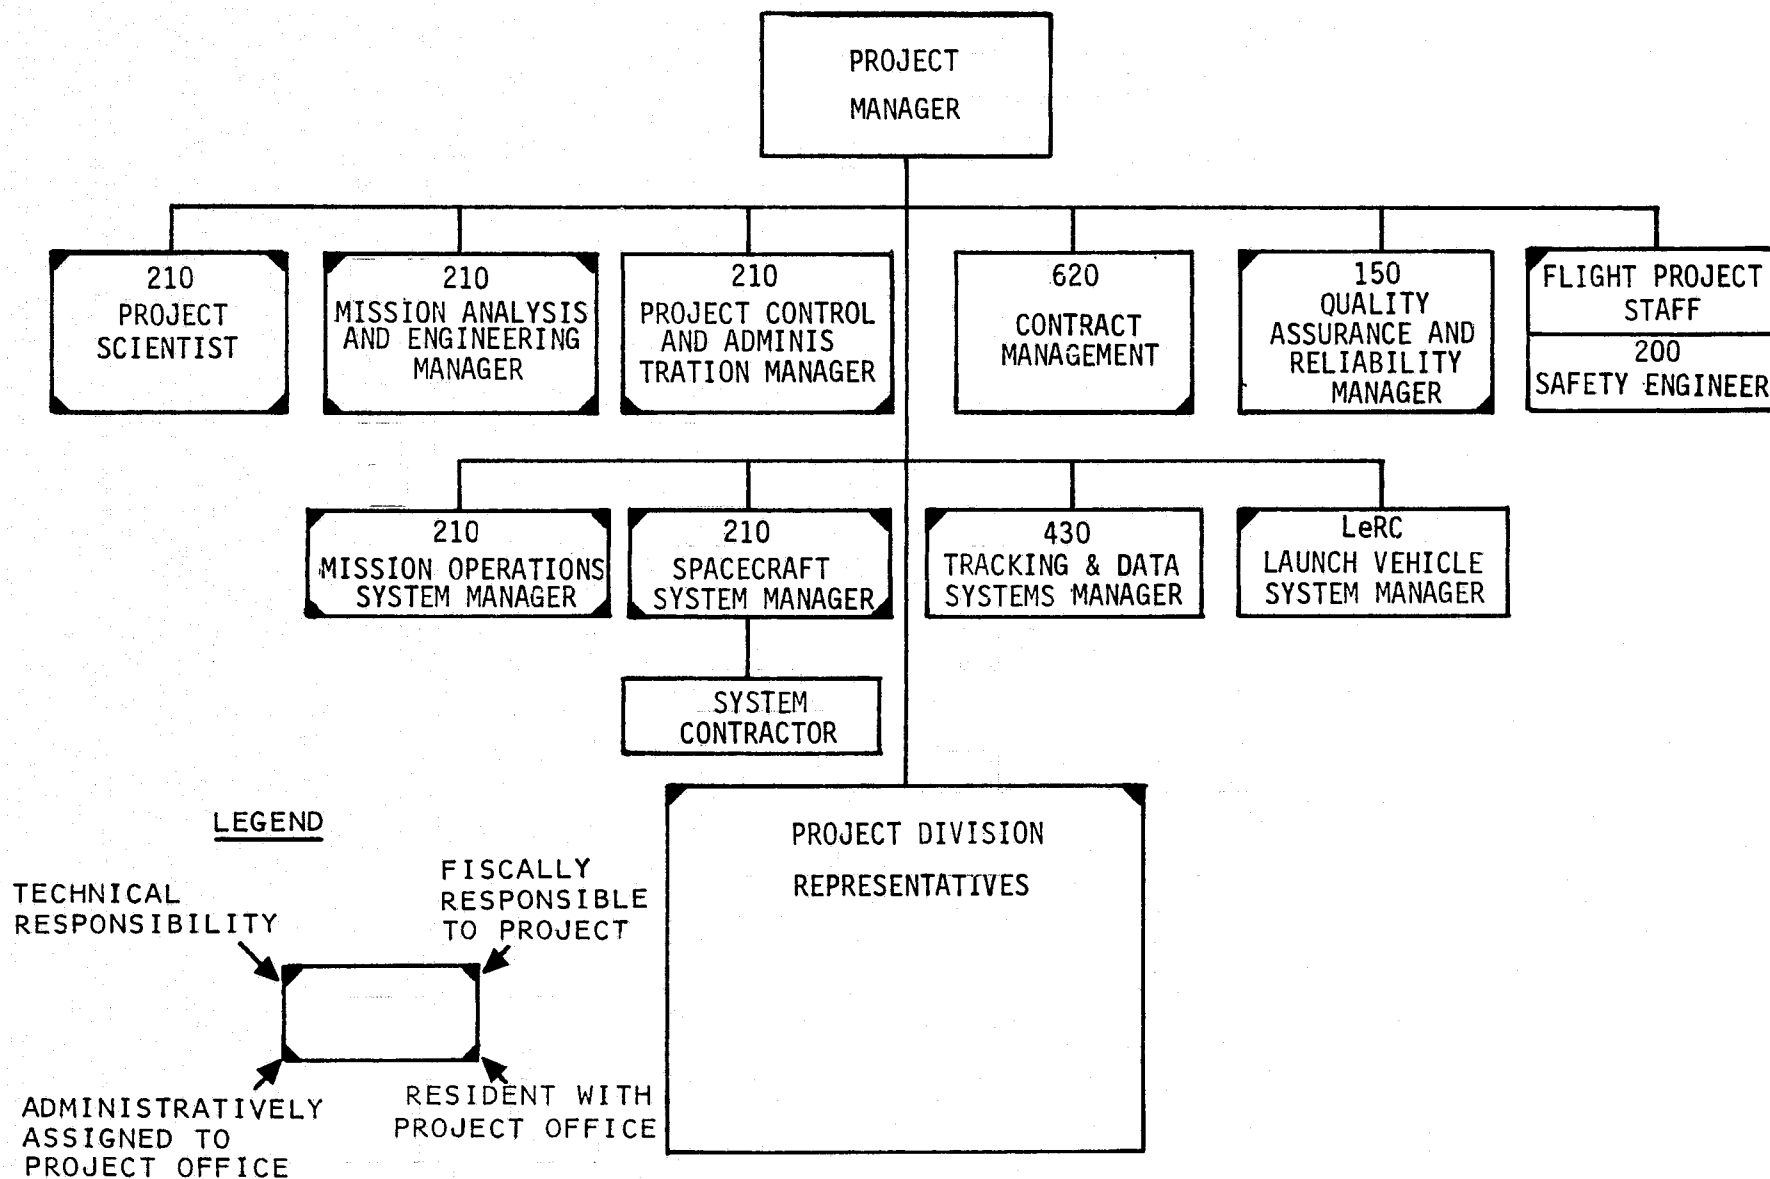 PROJECT
MANAGER
210
PROJECT
SCIENTIST
210
MISSION ANALYSIS
AND ENGINEERING
MANAGER
210
PROJECT CONTROL
AND ADMINIS
TRATION MANAGER
620
CONTRACT
MANAGEMENT
150
QUALITY
ASSURANCE AND
RELIABILITY
MANAGER
FLIGHT PROJECT
STAFF
200
SAFETY ENGINEER
210
MISSION OPERATIONS
SYSTEM MANAGER
210
SPACECRAFT
SYSTEM MANAGER
430
TRACKING & DATA
SYSTEMS MANAGER
LeRC
LAUNCH VEHICLE
SYSTEM MANAGER
SYSTEM
CONTRACTOR
PROJECT DIVISION
REPRESENTATIVES
LEGEND
TECHNICAL
RESPONSIBILITY
FISCALLY
RESPONSIBLE
TO PROJECT
ADMINISTRATIVELY
ASSIGNED TO
PROJECT OFFICE
RESIDENT WITH
PROJECT OFFICE